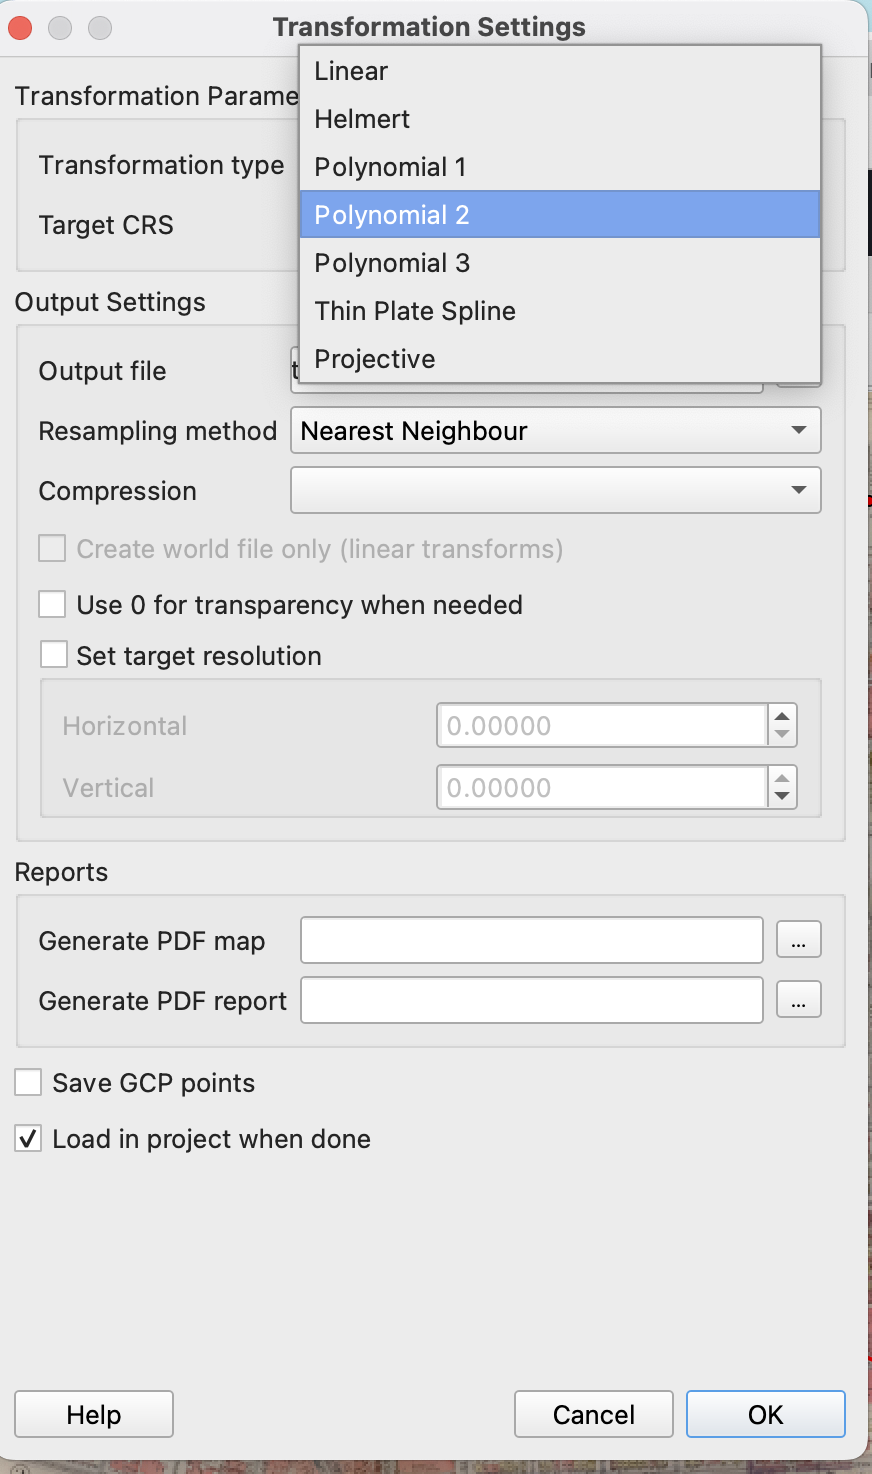 Transformation Settings
Transformation Parame
Linear
Helmert
Transformation type
Polynomial 1
Polynomial 2
Target CRS
Polynomial 3
Thin Plate Spline
Projective
Output Settings
Output file t
Resampling method Nearest Neighbour
Compression
Create world file only (linear transforms)
Use 0 for transparency when needed
Set target resolution
Horizontal 0.00000
Vertical 0.00000
Reports
Generate PDF map ...
Generate PDF report ...
Save GCP points
Load in project when done
Help Cancel OK